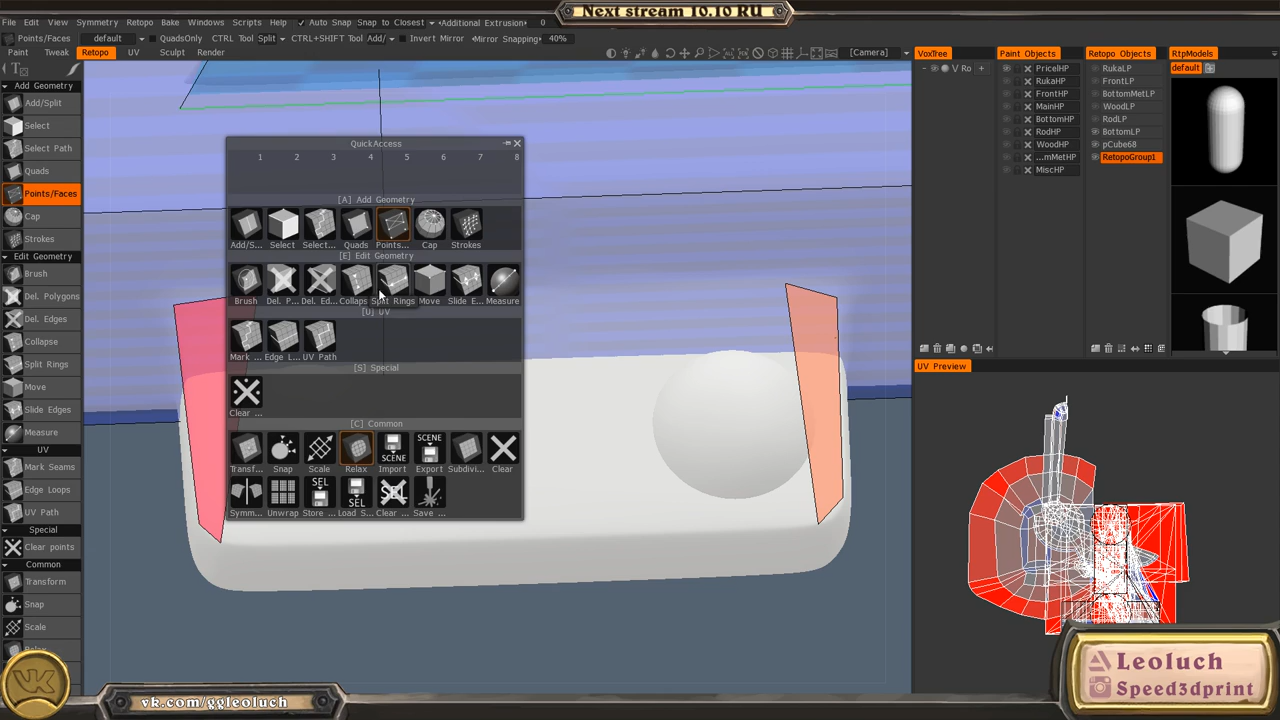 Next stream 10.10 RU
File Edit View Symmetry Retopo Bake Windows Scripts Help Auto Snap Snap to Closest Additional Extrusion 0
Points/Faces default QuadsOnly CTRL Tool Split CTRL+SHIFT Tool Add/ Invert Mirror Mirror Snapping 40%
Paint Tweak Retopo UV Sculpt Render [Camera]
VoxTree
V Ro
Paint Objects
PricelHP
RukaHP
FrontHP
MainHP
BottomHP
RodHP
WoodHP
...mMetHP
MiscHP
Retopo Objects
RukaLP
FrontLP
BottomMetLP
WoodLP
RodLP
BottomLP
pCube68
RetopoGroup1
RtpModels
default
Add Geometry
Add/Split
Select
Select Path
Quads
Points/Faces
Cap
Strokes
Edit Geometry
Brush
Del. Polygons
Del. Edges
Collapse
Split Rings
Move
Slide Edges
Measure
UV
Mark Seams
Edge Loops
UV Path
Special
Clear points
Common
Transform
Snap
Scale
Relax
QuickAccess
1 2 3 4 5 6 7 8
[A] Add Geometry
Add/S... Select Select... Quads Points... Cap Strokes
[E] Edit Geometry
Brush Del. P... Del. Ed... Collaps Split Rings Move Slide E... Measure
[U] UV
Mark ... Edge L... UV Path
[S] Special
Clear ...
[C] Common
Transf... Snap Scale Relax Import Export Subdivi... Clear
SCENE SCENE
Symm... Unwrap Store ... Load S... Clear ... Save ...
SEL SEL SEL
UV Preview
vk.com/ggleoluch
Leoluch
Speed3dprint